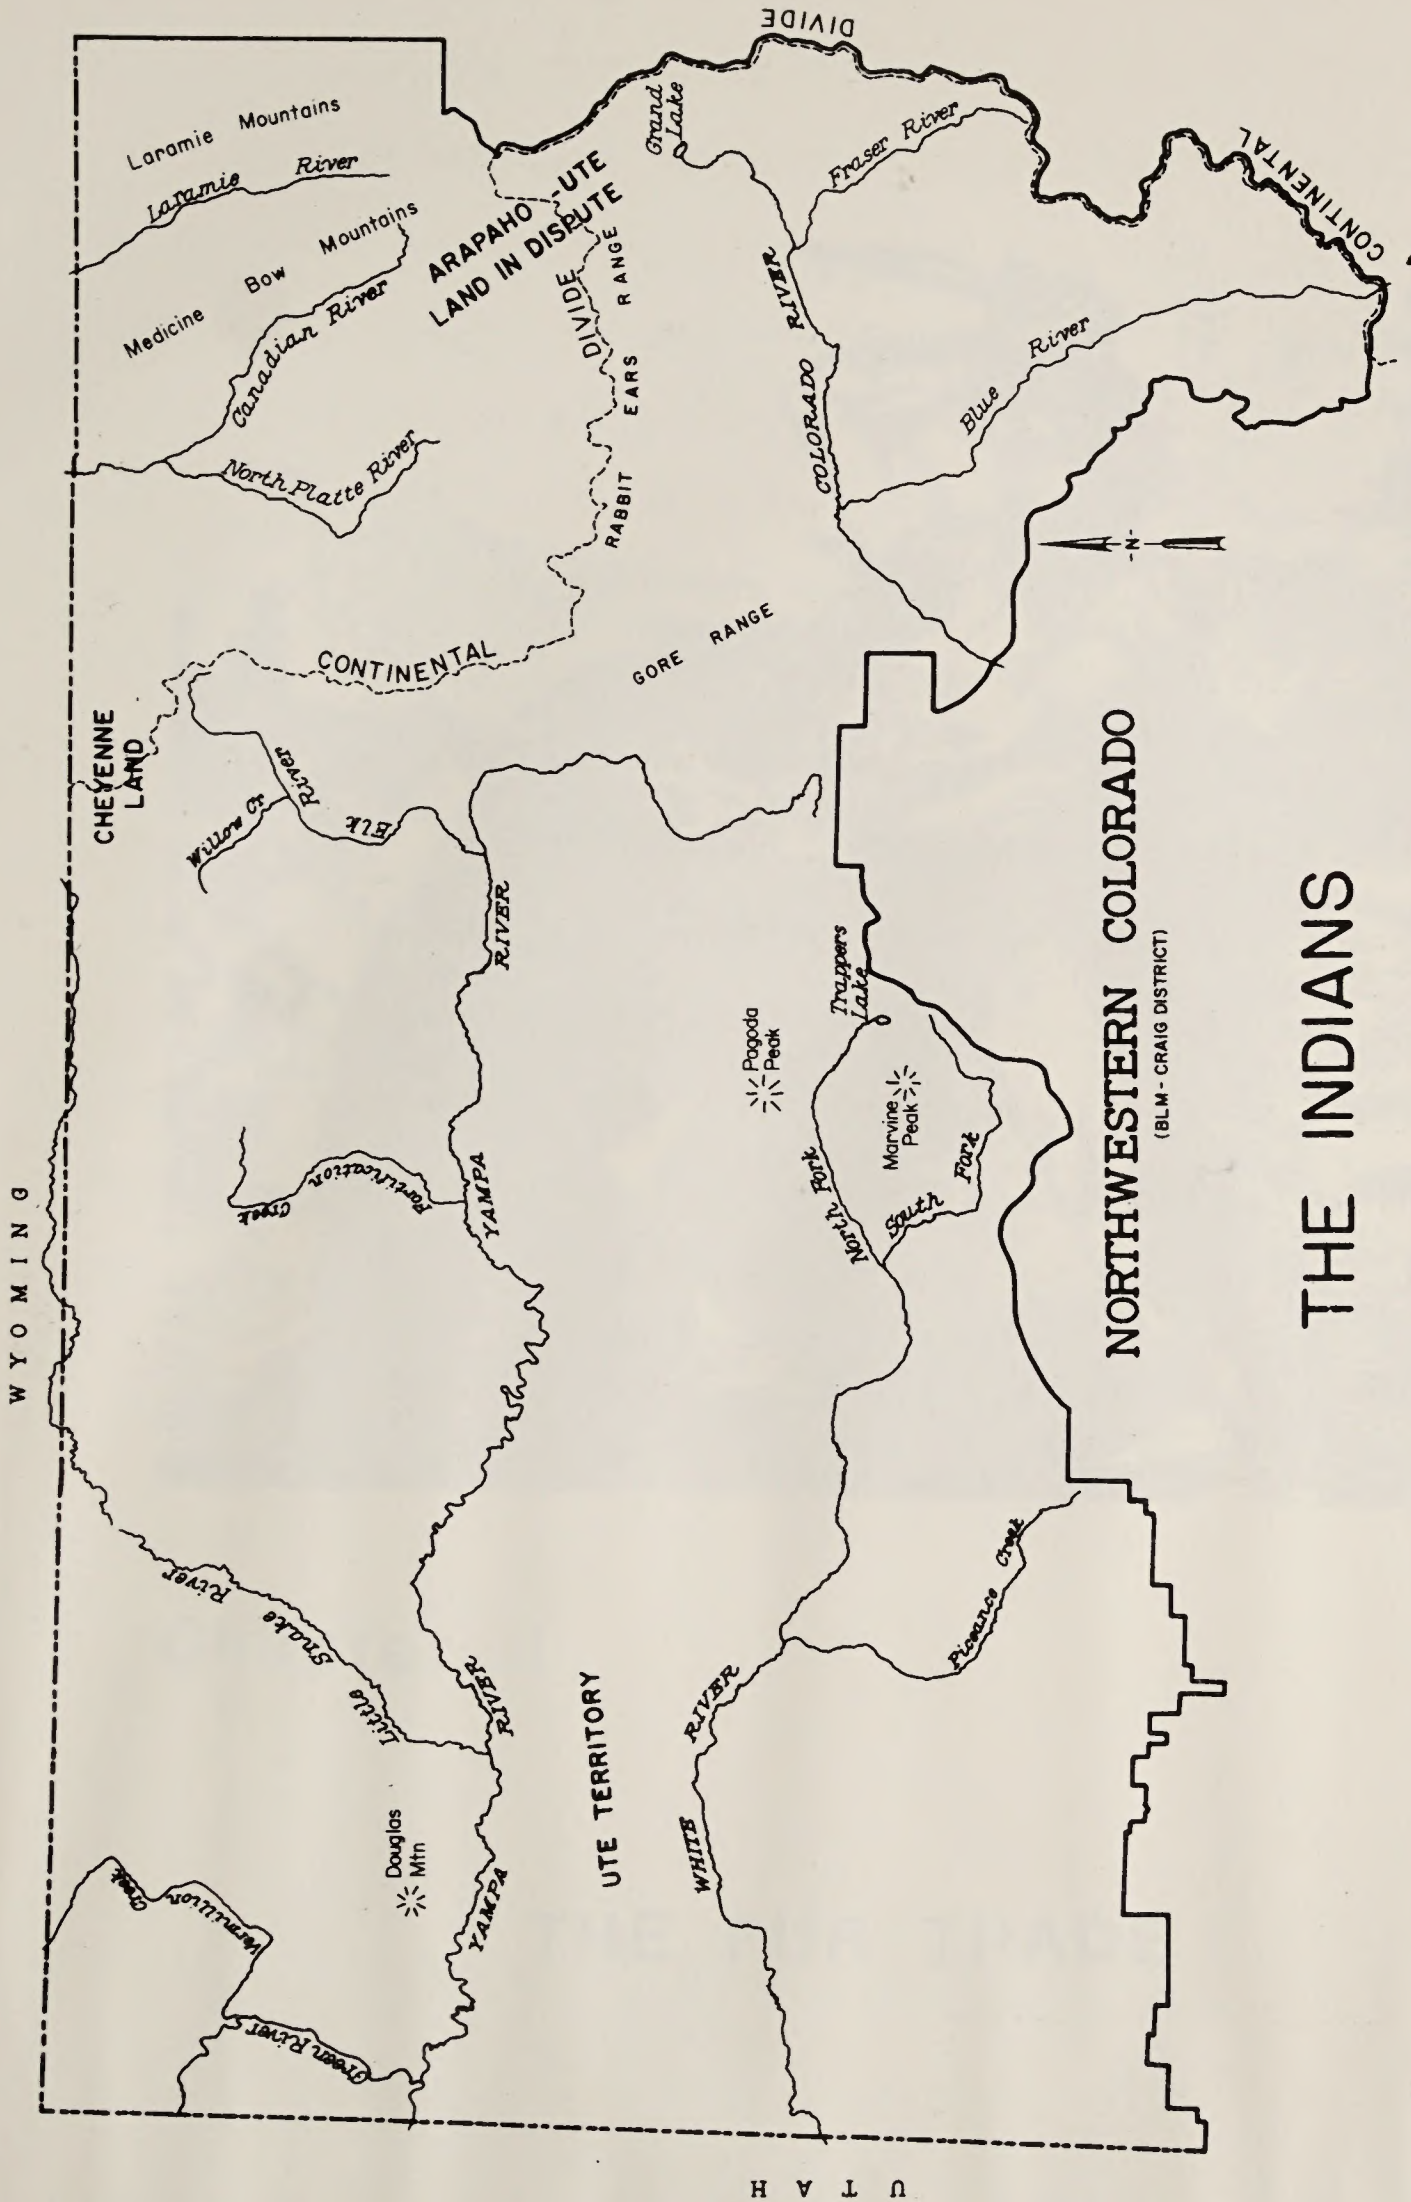 WYOMING
UTAH
CHEYENNE
LAND
Laramie Mountains
Laramie River
Medicine Bow Mountains
Canadian River
North Platte River
ARAPAHO-UTE
LAND IN DISPUTE
CONTINENTAL DIVIDE
RABBIT EARS RANGE
GORE RANGE
Grand
Lake
Fraser River
COLORADO RIVER
Blue River
CONTINENTAL DIVIDE
Willow Cr
Elk River
YAMPA RIVER
Fortification Creek
Little Snake River
Vermillion Creek
Green River
Douglas
Mtn
YAMPA RIVER
UTE TERRITORY
WHITE RIVER
Piceance Creek
North Fork
South Fork
Pagoda
Peak
Marvine
Peak
Trappers
Lake
-N-
NORTHWESTERN COLORADO
(BLM - CRAIG DISTRICT)
THE INDIANS